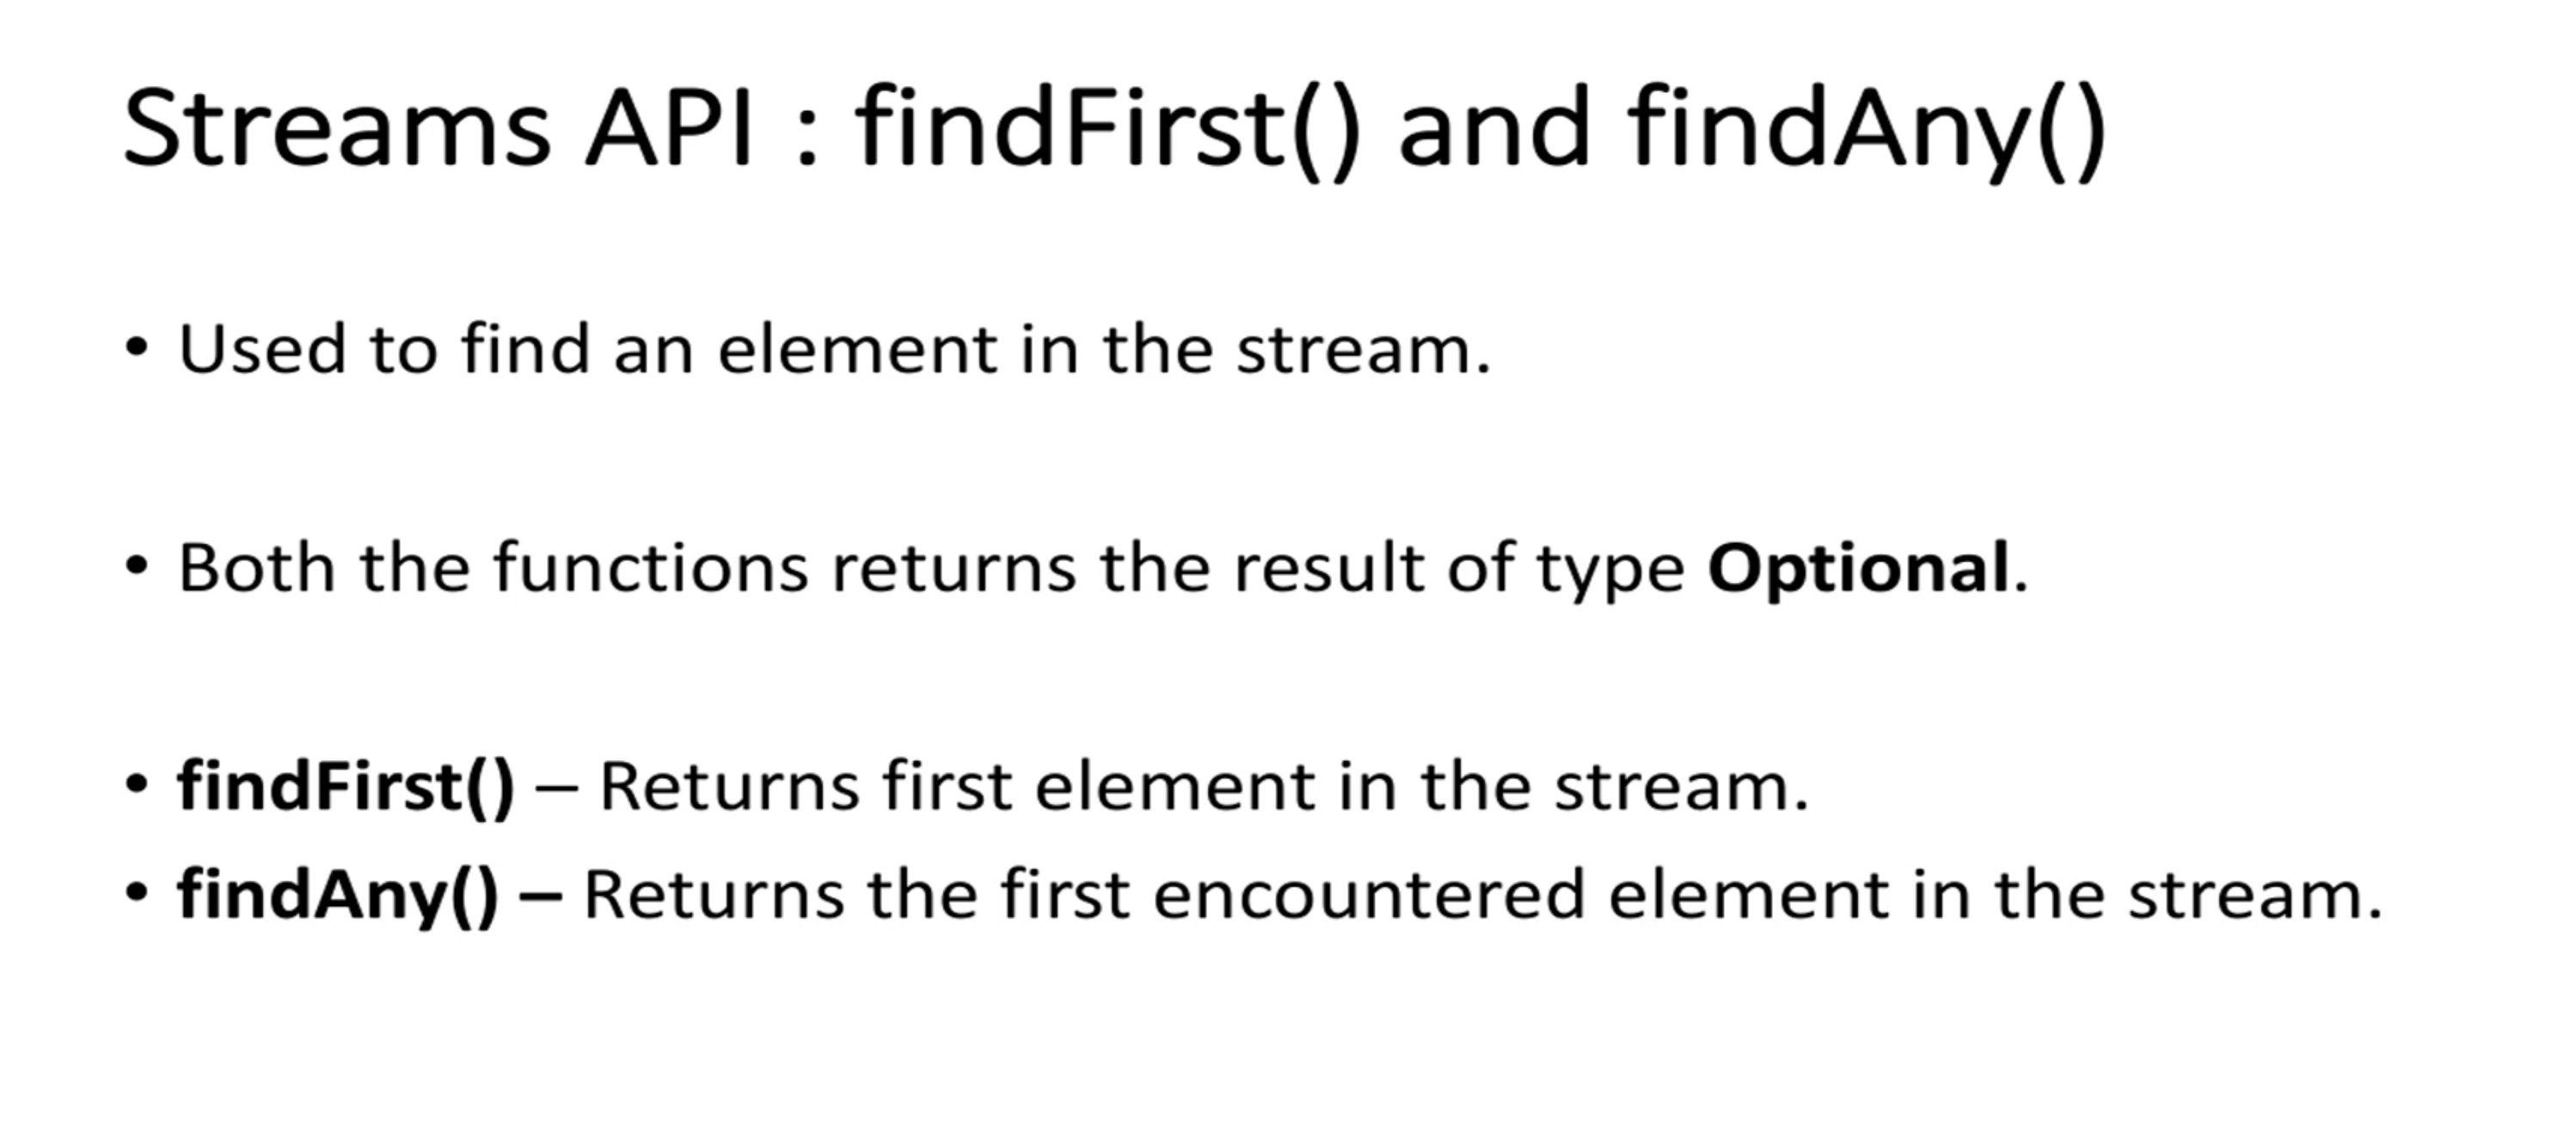 Streams API : findFirst() and findAny()
• Used to find an element in the stream.
• Both the functions returns the result of type Optional.
• findFirst() – Returns first element in the stream.
• findAny() – Returns the first encountered element in the stream.